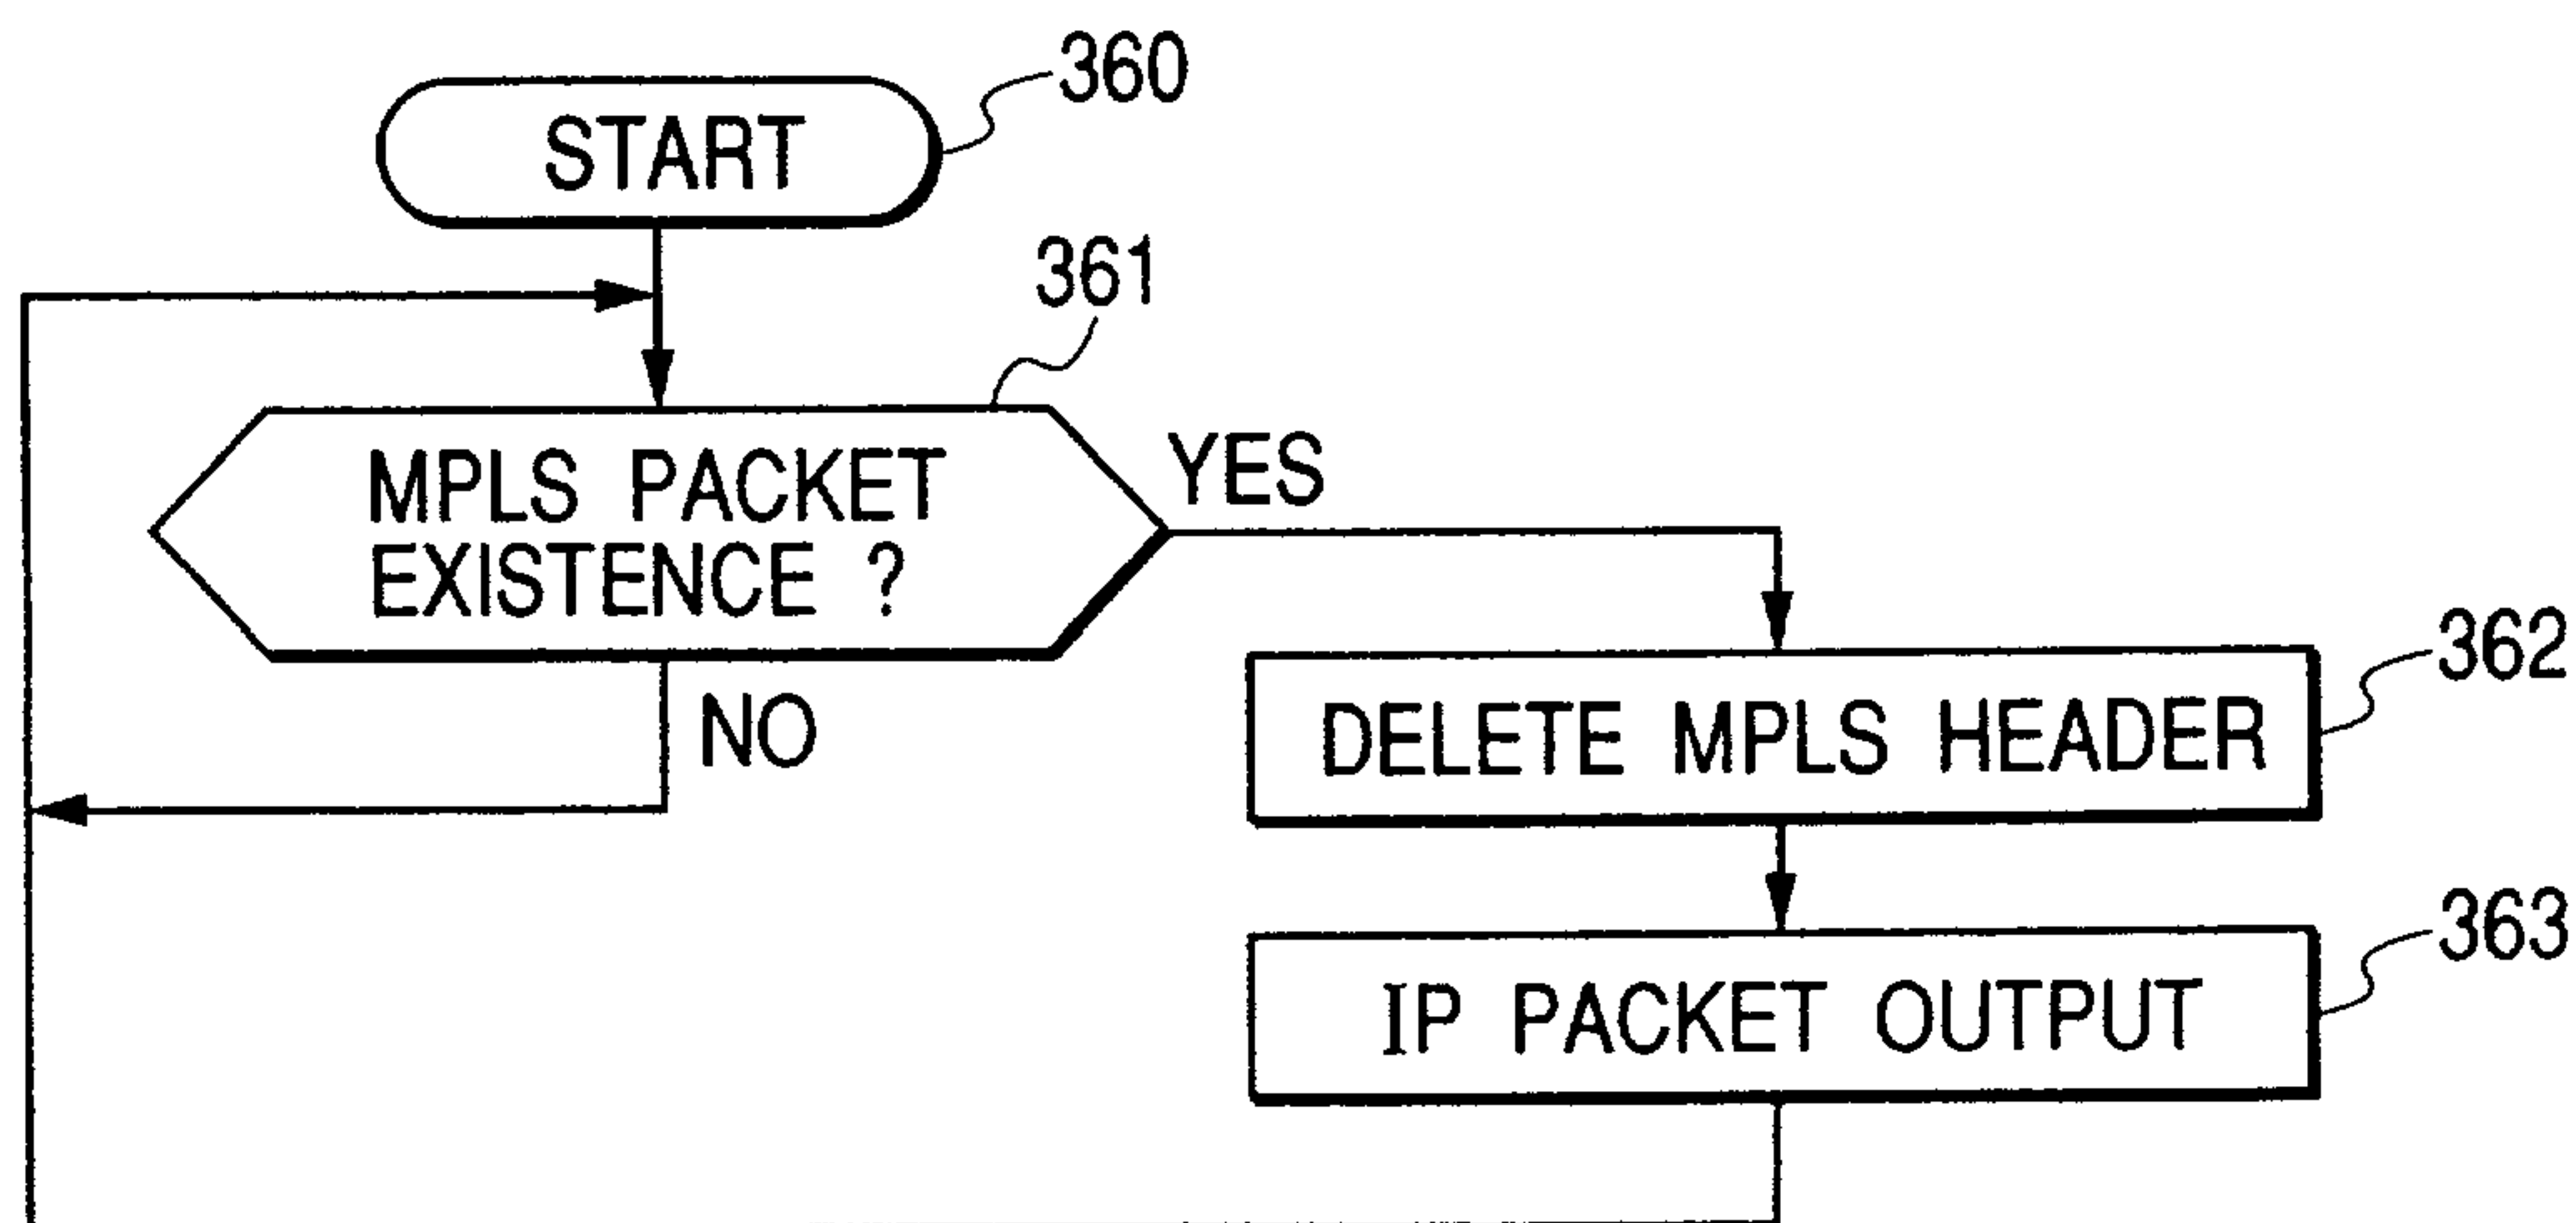 360
START
361
MPLS PACKET
EXISTENCE ?
YES
NO
362
DELETE MPLS HEADER
363
IP PACKET OUTPUT